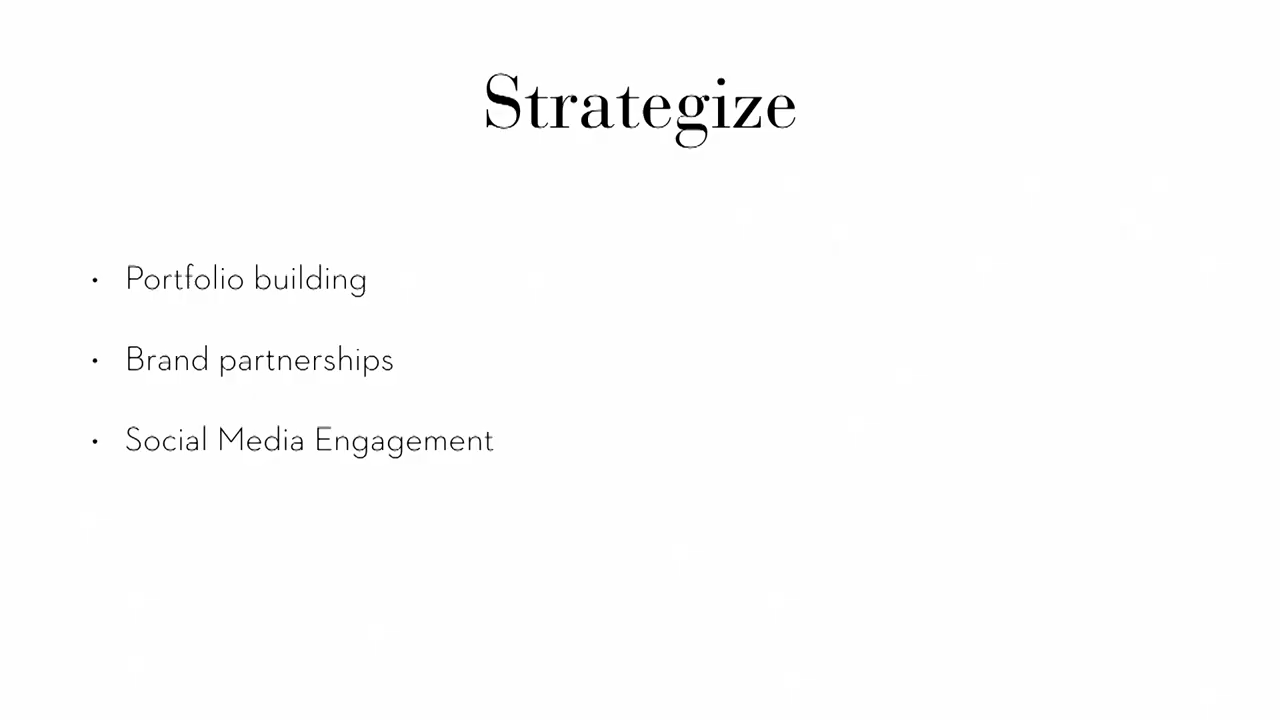 Strategize
• Portfolio building
• Brand partnerships
• Social Media Engagement